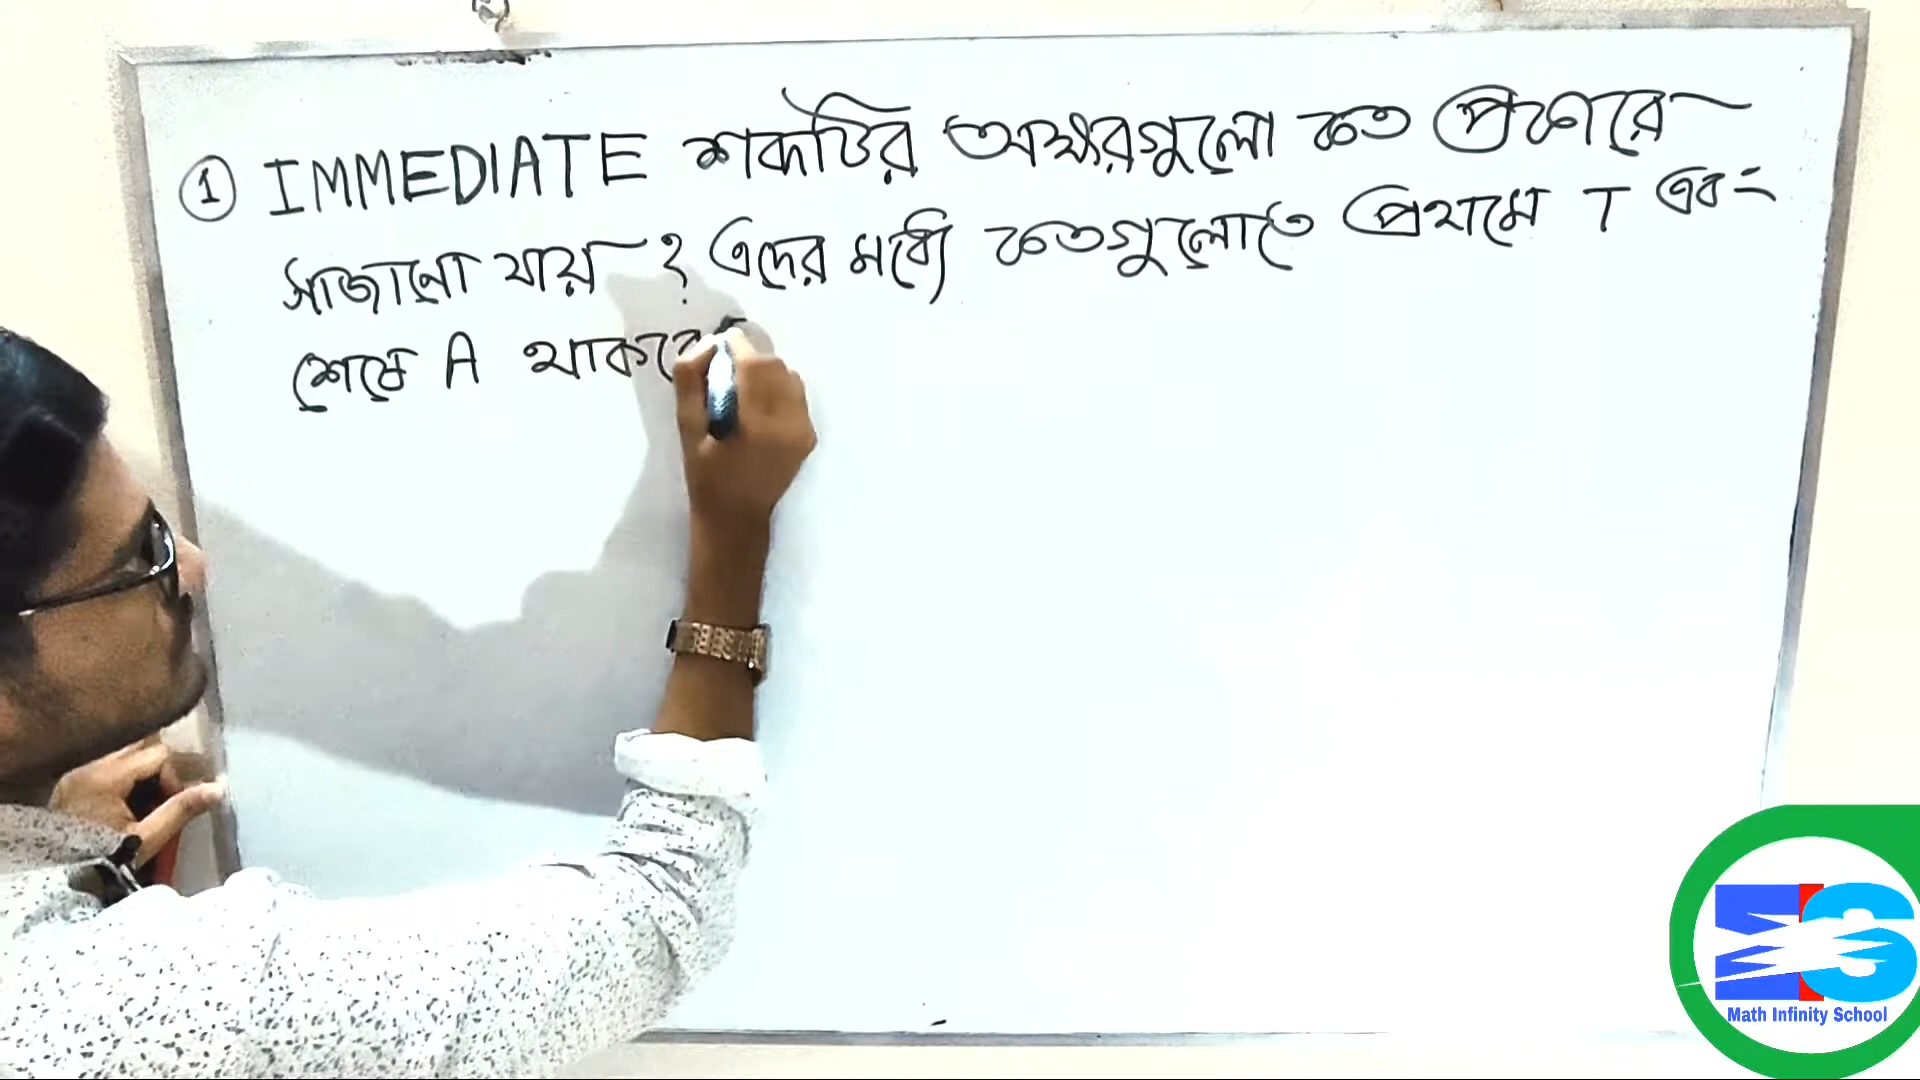 ① IMMEDIATE শব্দটির অক্ষরগুলো কত প্রকারে
সাজানো যায় ? এদের মধ্যে কতগুলোতে প্রথমে T এবং
শেষে A থাকবে
Math Infinity School